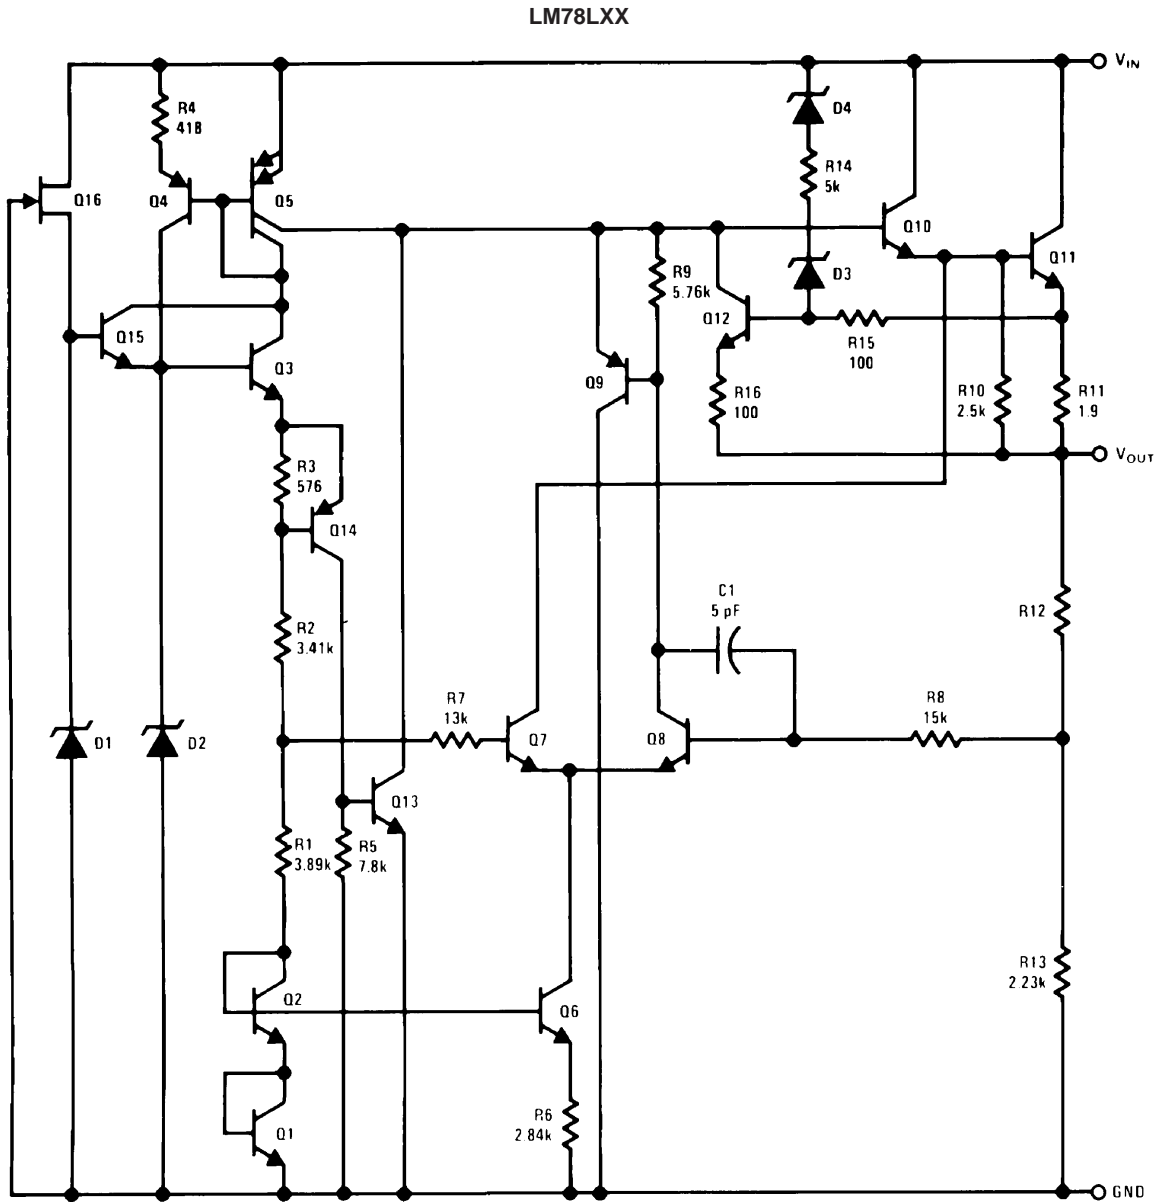 LM78LXX
VIN
R4
418
D4
R14
5k
Q16
Q4
Q5
Q10
Q11
R9
5.76k
D3
Q12
Q15
Q3
R15
100
Q9
R16
100
R10
2.5k
R11
1.9
VOUT
R3
576
Q14
C1
5 pF
R12
R2
3.41k
R7
13k
R8
15k
D1
D2
Q7
Q8
Q13
R1
3.89k
R5
7.8k
R13
2.23k
Q2
Q6
R6
2.84k
Q1
GND